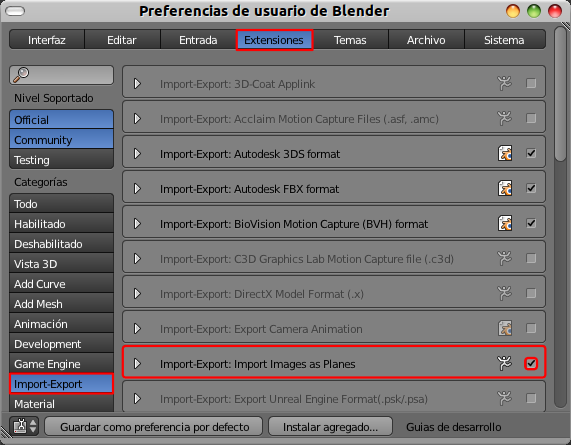 Preferencias de usuario de Blender
Interfaz Editar Entrada Extensiones Temas Archivo Sistema
Nivel Soportado
Official
Community
Testing
Categorías
Todo
Habilitado
Deshabilitado
Vista 3D
Add Curve
Add Mesh
Animación
Development
Game Engine
Import-Export
Material
Import-Export: 3D-Coat Applink
Import-Export: Acclaim Motion Capture Files (.asf, .amc)
Import-Export: Autodesk 3DS format
Import-Export: Autodesk FBX format
Import-Export: BioVision Motion Capture (BVH) format
Import-Export: C3D Graphics Lab Motion Capture file (.c3d)
Import-Export: DirectX Model Format (.x)
Import-Export: Export Camera Animation
Import-Export: Import Images as Planes
Import-Export: Export Unreal Engine Format(.psk/.psa)
Guardar como preferencia por defecto Instalar agregado... Guias de desarrollo